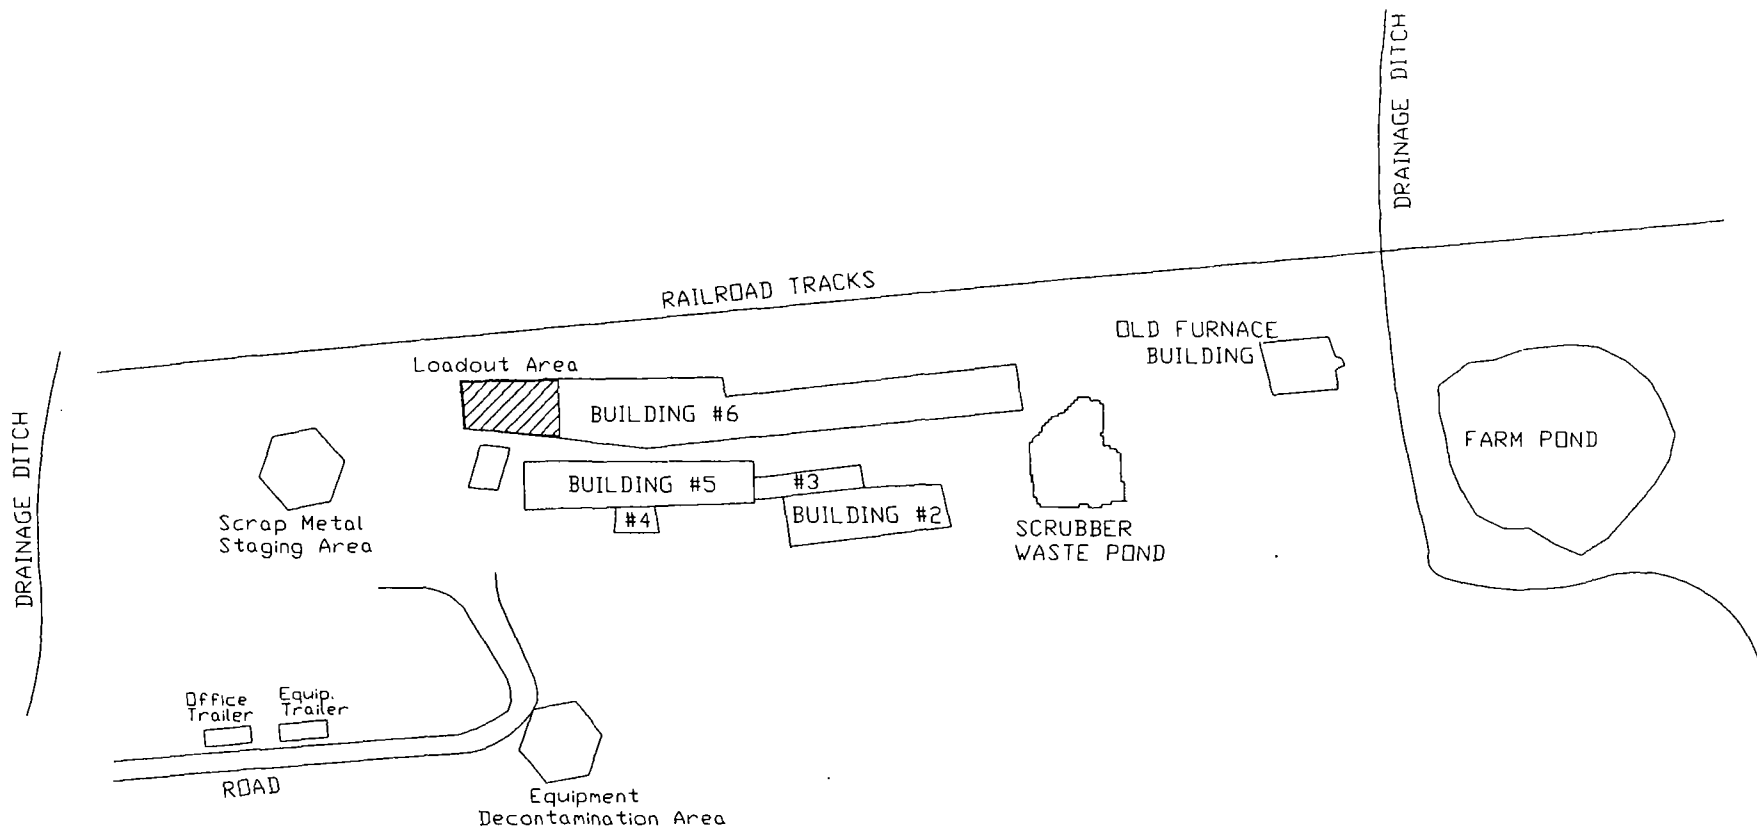 DRAINAGE DITCH
RAILROAD TRACKS
OLD FURNACE
BUILDING
Loadout Area
BUILDING #6
FARM POND
DRAINAGE DITCH
BUILDING #5
#3
#4
BUILDING #2
Scrap Metal
Staging Area
SCRUBBER
WASTE POND
Office
Trailer
Equip.
Trailer
ROAD
Equipment
Decontamination Area